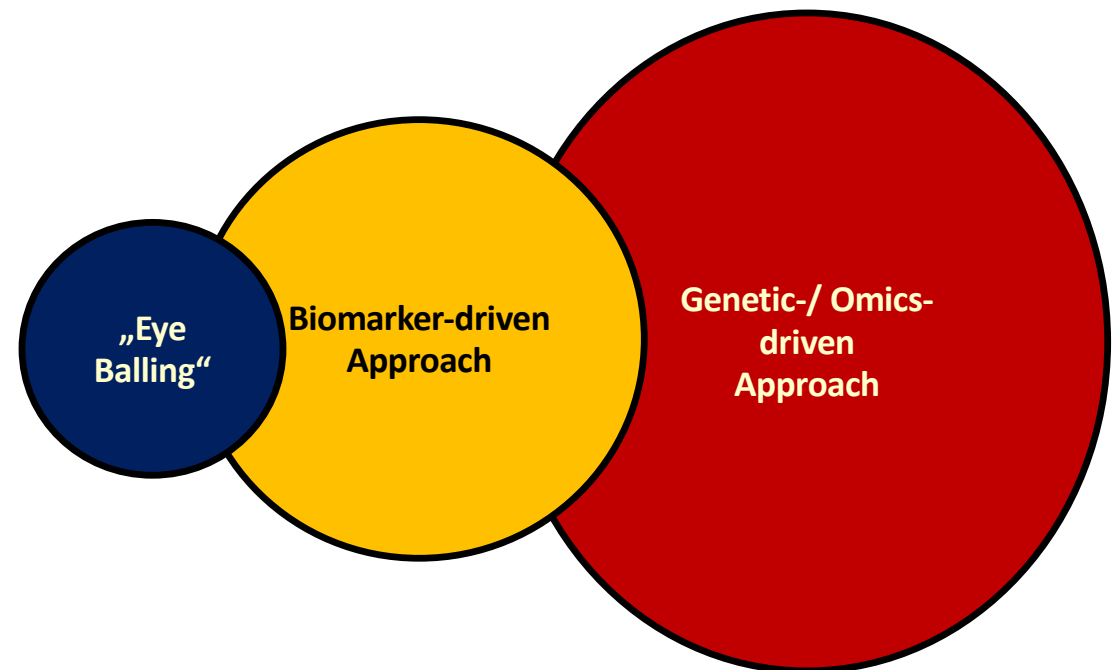 „Eye
Balling“
Biomarker-driven
Approach
Genetic-/ Omics-
driven
Approach